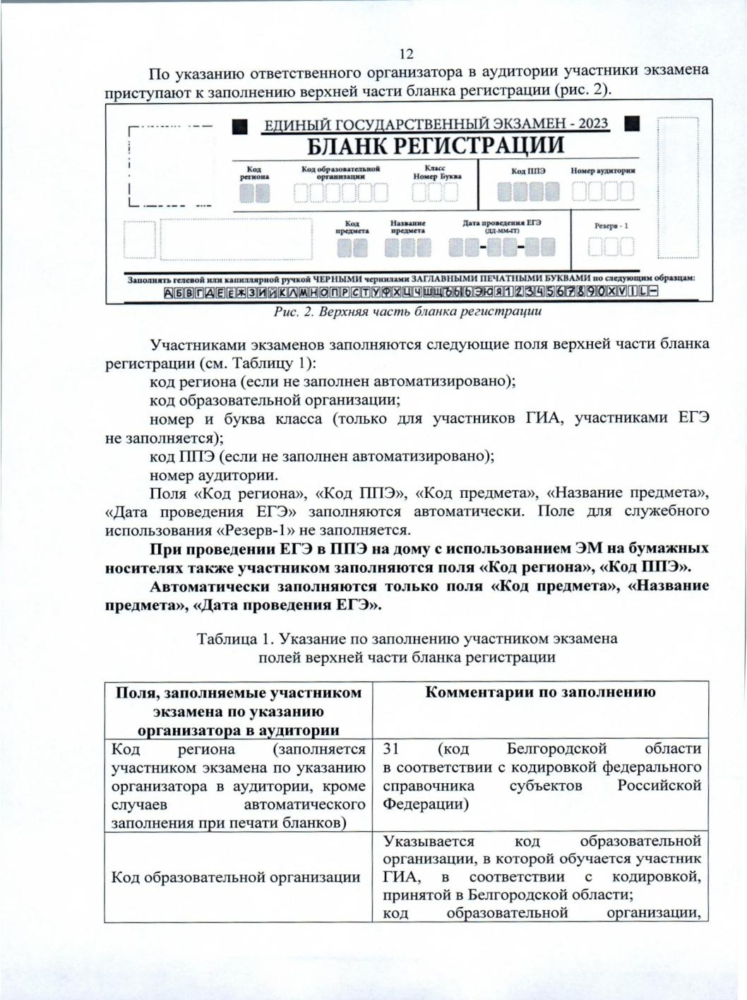 12
По указанию ответственного организатора в аудитории участники экзамена
приступают к заполнению верхней части бланка регистрации (рис. 2).
ЕДИНЫЙ ГОСУДАРСТВЕННЫЙ ЭКЗАМЕН - 2023
БЛАНК РЕГИСТРАЦИИ
Код региона
Код образовательной организации
Класс Номер Буква
Код ППЭ
Номер аудитории
Код предмета
Название предмета
Дата проведения ЕГЭ (ДД-ММ-ГГ)
Резерв - 1
Заполнять гелевой или капиллярной ручкой ЧЕРНЫМИ чернилами ЗАГЛАВНЫМИ ПЕЧАТНЫМИ БУКВАМИ по следующим образцам:
АБВГДЕЁЖЗИЙКЛМНОПРСТУФХЦЧШЩЪЫЬЭЮЯ1234567890XVIL-
Рис. 2. Верхняя часть бланка регистрации
Участниками экзаменов заполняются следующие поля верхней части бланка
регистрации (см. Таблицу 1):
код региона (если не заполнен автоматизировано);
код образовательной организации;
номер и буква класса (только для участников ГИА, участниками ЕГЭ
не заполняется);
код ППЭ (если не заполнен автоматизировано);
номер аудитории.
Поля «Код региона», «Код ППЭ», «Код предмета», «Название предмета»,
«Дата проведения ЕГЭ» заполняются автоматически. Поле для служебного
использования «Резерв-1» не заполняется.
При проведении ЕГЭ в ППЭ на дому с использованием ЭМ на бумажных
носителях также участником заполняются поля «Код региона», «Код ППЭ».
Автоматически заполняются только поля «Код предмета», «Название
предмета», «Дата проведения ЕГЭ».
Таблица 1. Указание по заполнению участником экзамена
полей верхней части бланка регистрации
Поля, заполняемые участником
экзамена по указанию
организатора в аудитории
Комментарии по заполнению
Код региона (заполняется
участником экзамена по указанию
организатора в аудитории, кроме
случаев автоматического
заполнения при печати бланков)
31 (код Белгородской области
в соответствии с кодировкой федерального
справочника субъектов Российской
Федерации)
Код образовательной организации
Указывается код образовательной
организации, в которой обучается участник
ГИА, в соответствии с кодировкой,
принятой в Белгородской области;
код образовательной организации,